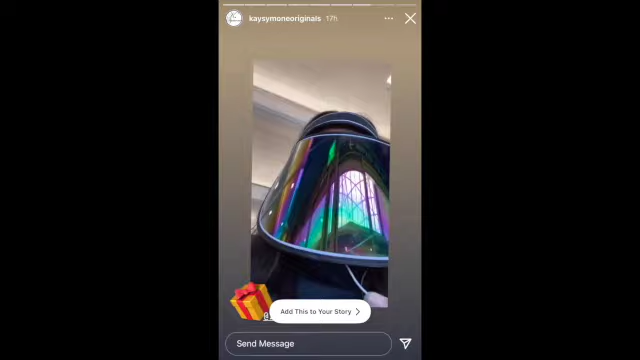 kaysymoneoriginals 17h
Add This to Your Story
Send Message